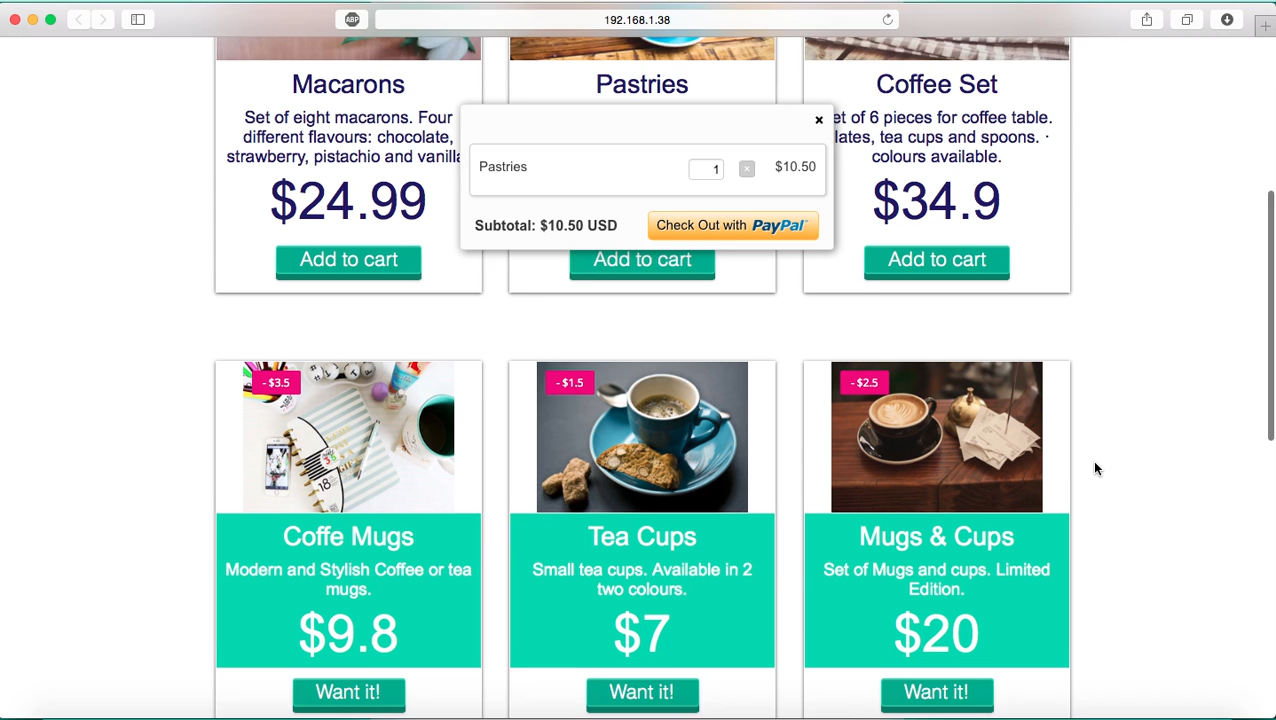 ABP
192.168.1.38
Macarons
Set of eight macarons. Four
different flavours: chocolate,
strawberry, pistachio and vanilla
$24.99
Add to cart
Pastries
Add to cart
Coffee Set
et of 6 pieces for coffee table.
lates, tea cups and spoons. ·
colours available.
$34.9
Add to cart
×
Pastries
1
×
$10.50
Subtotal: $10.50 USD
Check Out with PayPal™
- $3.5
Coffe Mugs
Modern and Stylish Coffee or tea
mugs.
$9.8
Want it!
- $1.5
Tea Cups
Small tea cups. Available in 2
two colours.
$7
Want it!
- $2.5
Mugs & Cups
Set of Mugs and cups. Limited
Edition.
$20
Want it!